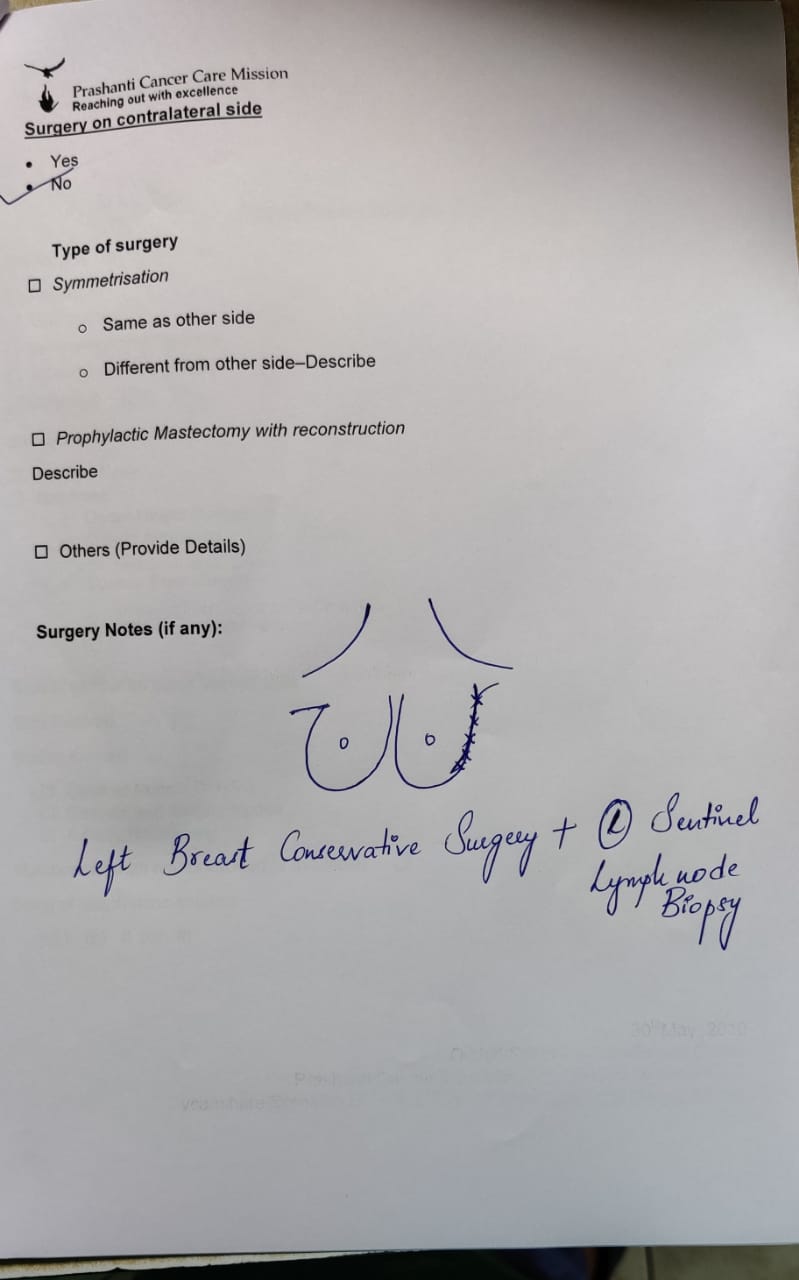 Prashanti Cancer Care Mission
Reaching out with excellence
Surgery on contralateral side
• Yes
• No
Type of surgery
☐ Symmetrisation
o Same as other side
o Different from other side–Describe
☐ Prophylactic Mastectomy with reconstruction
Describe
☐ Others (Provide Details)
Surgery Notes (if any):
Left Breast Conservative Surgery + Ⓛ Sentinel
Lymph node
Biopsy